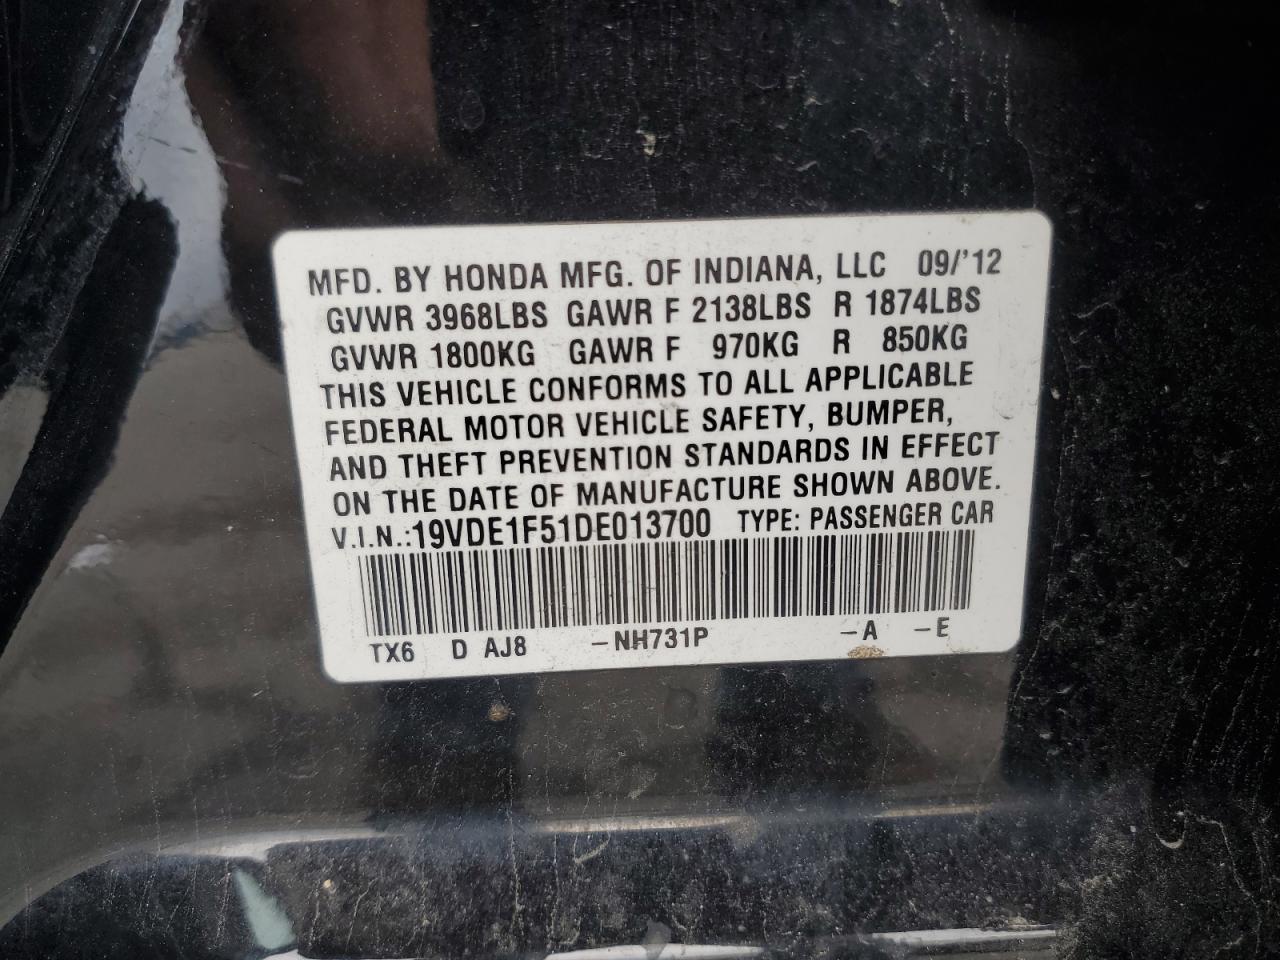 MFD. BY HONDA MFG. OF INDIANA, LLC 09/'12
GVWR 3968LBS GAWR F 2138LBS R 1874LBS
GVWR 1800KG GAWR F 970KG R 850KG
THIS VEHICLE CONFORMS TO ALL APPLICABLE
FEDERAL MOTOR VEHICLE SAFETY, BUMPER,
AND THEFT PREVENTION STANDARDS IN EFFECT
ON THE DATE OF MANUFACTURE SHOWN ABOVE.
V.I.N.:19VDE1F51DE013700 TYPE: PASSENGER CAR
TX6 D AJ8 -NH731P -A -E